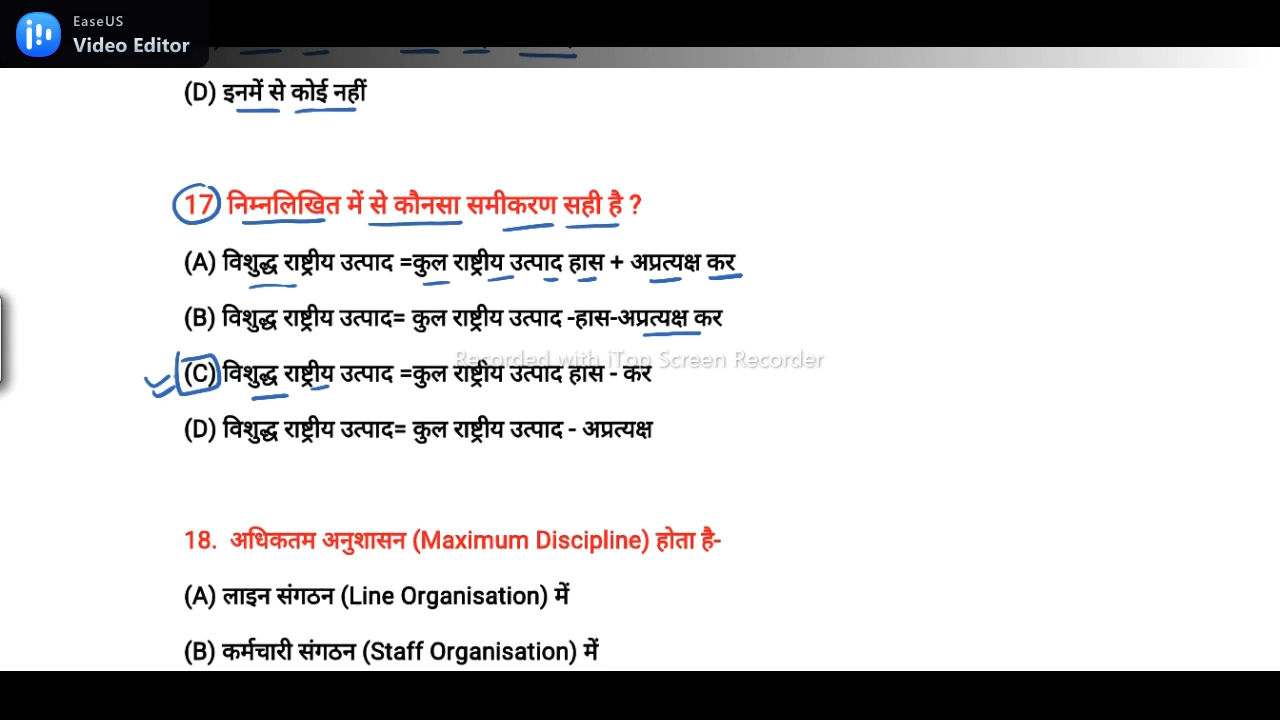 EaseUS
Video Editor
(D) इनमें से कोई नहीं
17 निम्नलिखित में से कौनसा समीकरण सही है ?
(A) विशुद्ध राष्ट्रीय उत्पाद =कुल राष्ट्रीय उत्पाद हास + अप्रत्यक्ष कर
(B) विशुद्ध राष्ट्रीय उत्पाद= कुल राष्ट्रीय उत्पाद -हास-अप्रत्यक्ष कर
Recorded with iTop Screen Recorder
(C) विशुद्ध राष्ट्रीय उत्पाद =कुल राष्ट्रीय उत्पाद हास - कर
(D) विशुद्ध राष्ट्रीय उत्पाद= कुल राष्ट्रीय उत्पाद - अप्रत्यक्ष
18. अधिकतम अनुशासन (Maximum Discipline) होता है-
(A) लाइन संगठन (Line Organisation) में
(B) कर्मचारी संगठन (Staff Organisation) में